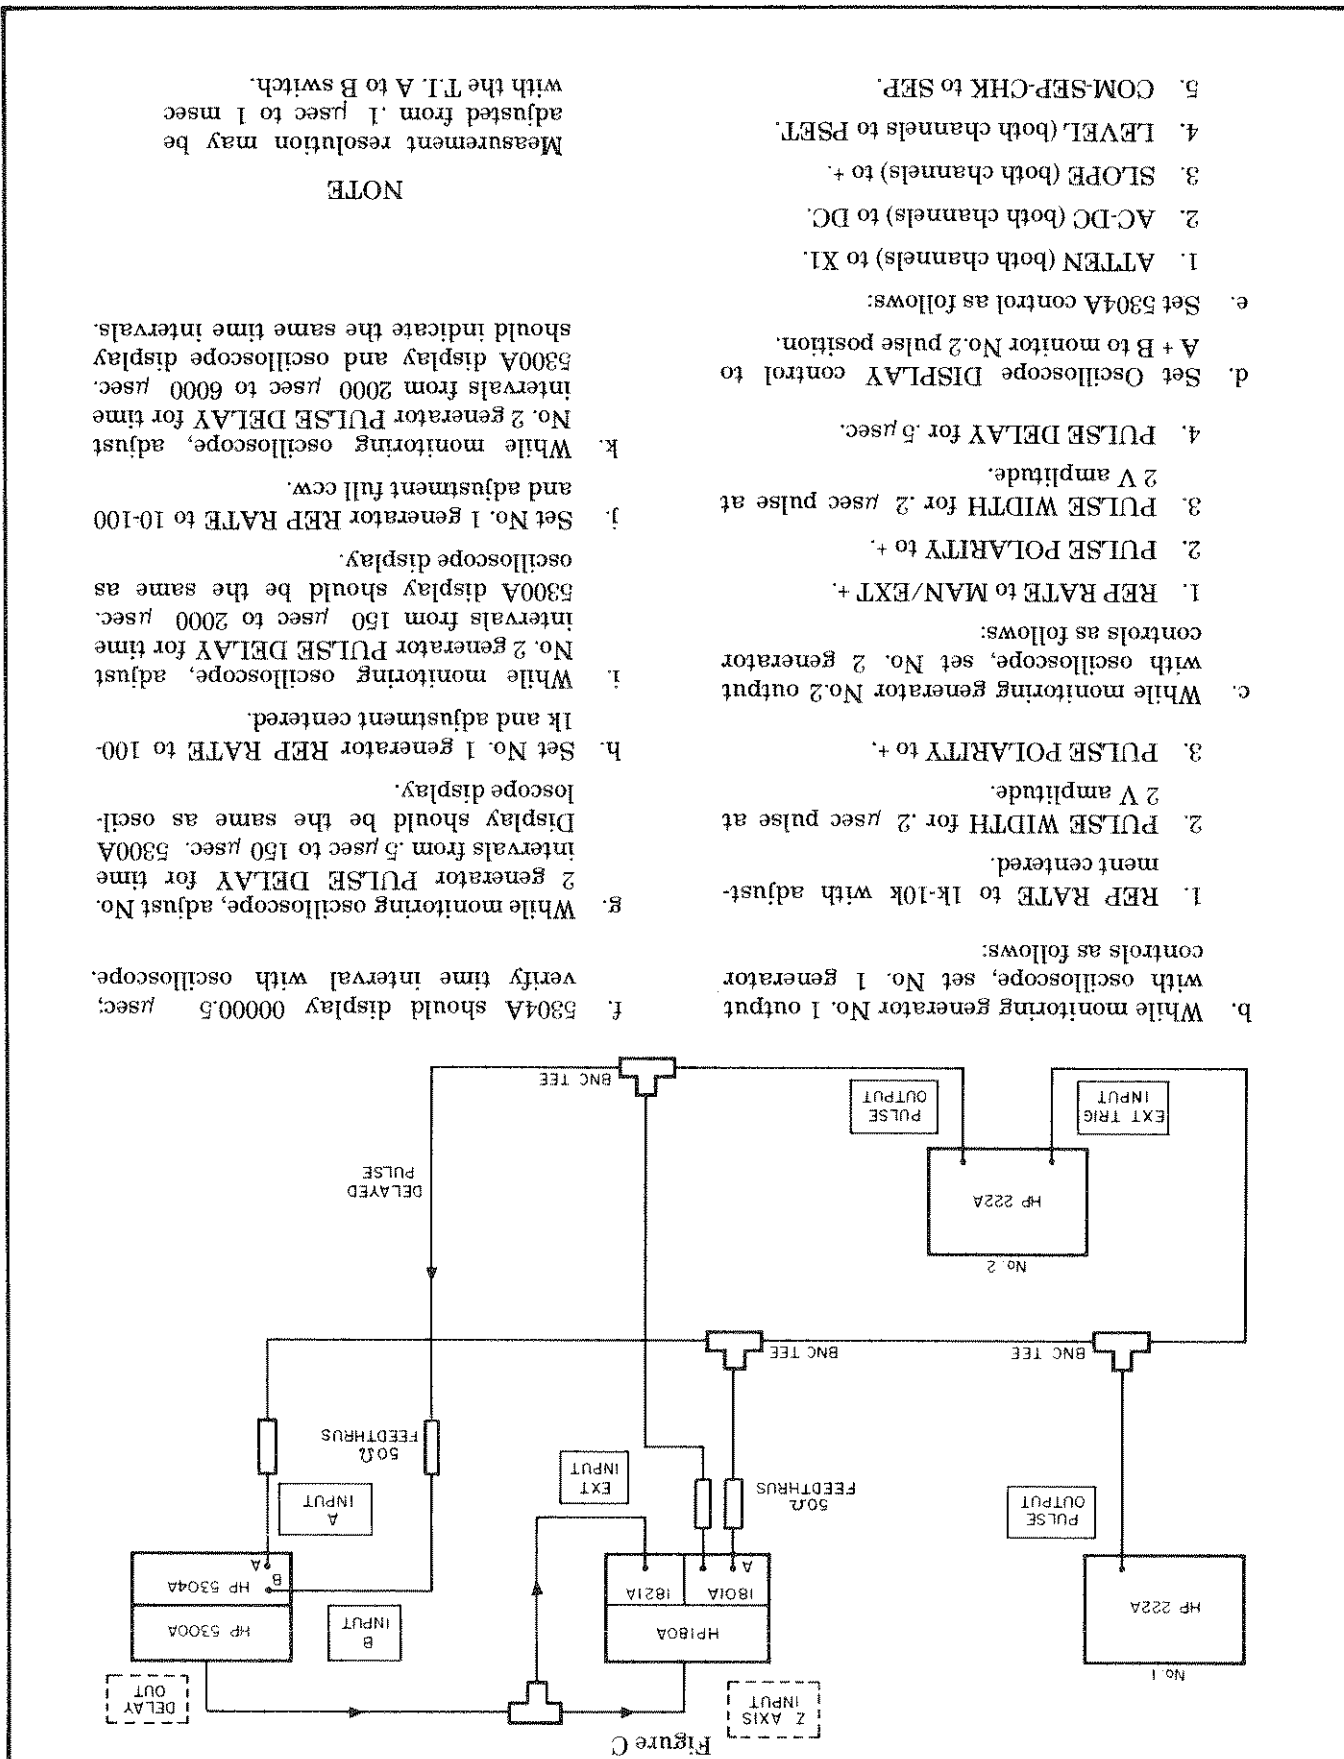 Figure C
Z AXIS
INPUT
DELAY
OUT
No. 1
HP 222A
PULSE
OUTPUT
HP180A
1801A
1821A
A
EXT
INPUT
50Ω
FEEDTHRUS
HP 5300A
HP 5304A
B
A
INPUT
B
INPUT
A
50Ω
FEEDTHRUS
BNC TEE
BNC TEE
No. 2
HP 222A
EXT TRIG
INPUT
PULSE
OUTPUT
DELAYED
PULSE
BNC TEE
b. While monitoring generator No. 1 output
with oscilloscope, set No. 1 generator
controls as follows:
1. REP RATE to 1k-10k with adjust-
ment centered.
2. PULSE WIDTH for .2 μsec pulse at
2 V amplitude.
3. PULSE POLARITY to +.
c. While monitoring generator No.2 output
with oscilloscope, set No. 2 generator
controls as follows:
1. REP RATE to MAN/EXT +.
2. PULSE POLARITY to +.
3. PULSE WIDTH for .2 μsec pulse at
2 V amplitude.
4. PULSE DELAY for .5 μsec.
d. Set Oscilloscope DISPLAY control to
A + B to monitor No.2 pulse position.
e. Set 5304A control as follows:
1. ATTEN (both channels) to X1.
2. AC-DC (both channels) to DC.
3. SLOPE (both channels) to +.
4. LEVEL (both channels) to PSET.
5. COM-SEP-CHK to SEP.
f. 5304A should display 00000.5 μsec;
verify time interval with oscilloscope.
g. While monitoring oscilloscope, adjust No.
2 generator PULSE DELAY for time
intervals from .5 μsec to 150 μsec. 5300A
Display should be the same as oscil-
loscope display.
h. Set No. 1 generator REP RATE to 100-
1k and adjustment centered.
i. While monitoring oscilloscope, adjust
No. 2 generator PULSE DELAY for time
intervals from 150 μsec to 2000 μsec.
5300A display should be the same as
oscilloscope display.
j. Set No. 1 generator REP RATE to 10-100
and adjustment full ccw.
k. While monitoring oscilloscope, adjust
No. 2 generator PULSE DELAY for time
intervals from 2000 μsec to 6000 μsec.
5300A display and oscilloscope display
should indicate the same time intervals.
NOTE
Measurement resolution may be
adjusted from .1 μsec to 1 msec
with the T.I. A to B switch.